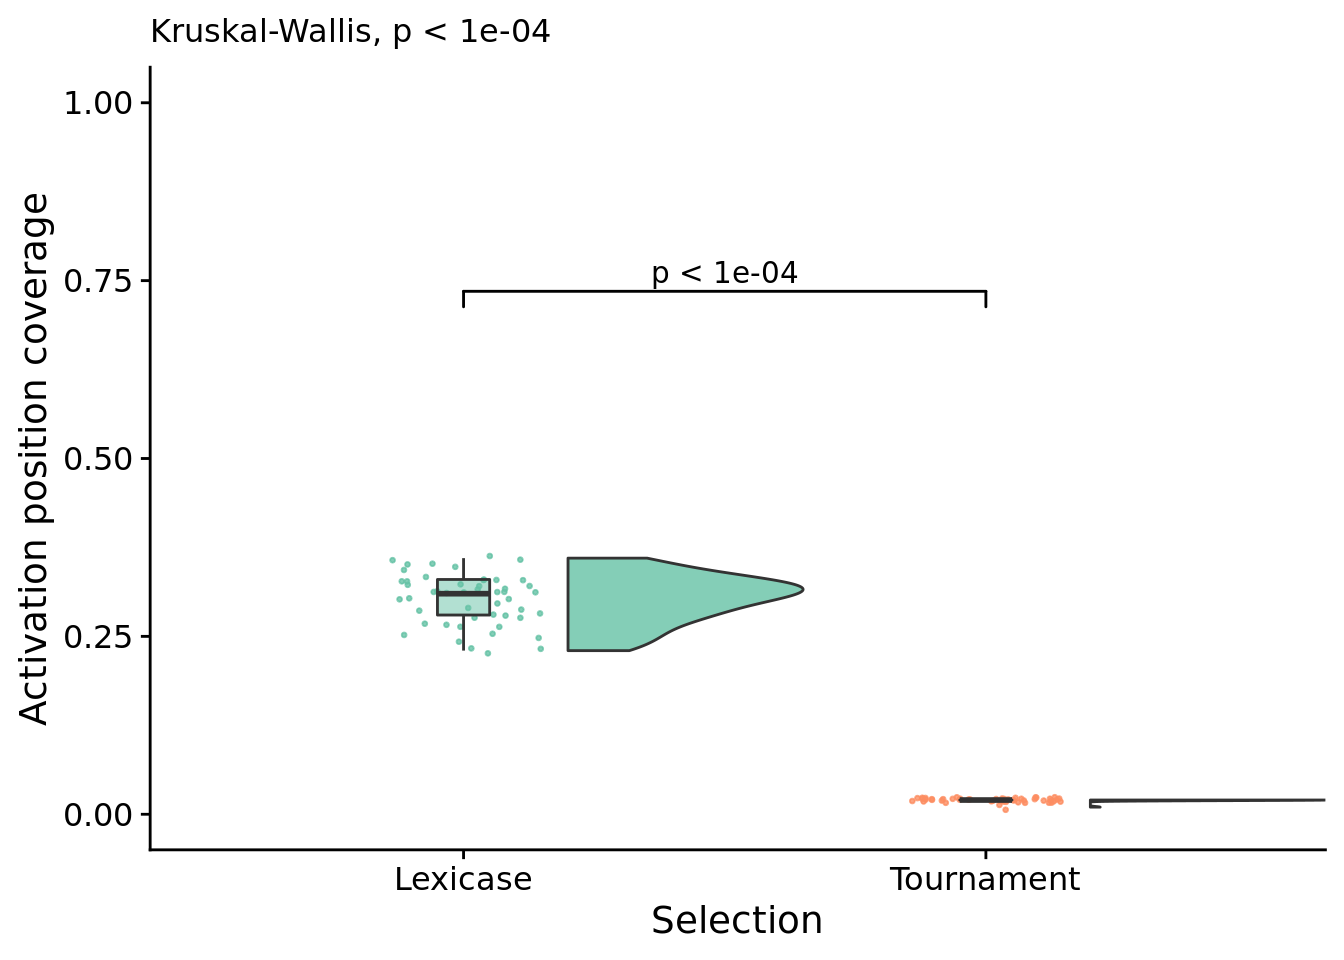 Kruskal-Wallis, p < 1e-04
1.00
0.75
0.50
0.25
0.00
Activation position coverage
p < 1e-04
Lexicase
Tournament
Selection